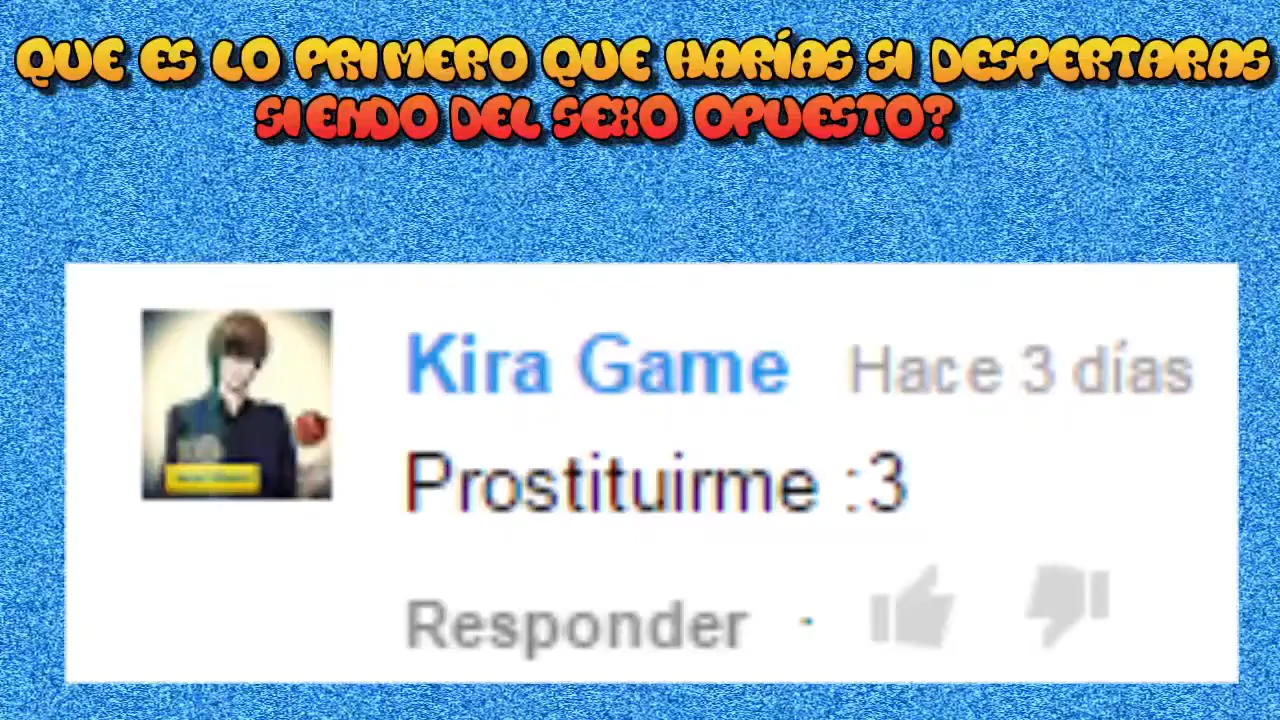 QUE ES LO PRIMERO QUE HARÍAS SI DESPERTARAS
SIENDO DEL SEXO OPUESTO?
Kira Game Hace 3 días
Prostituirme :3
Responder ·